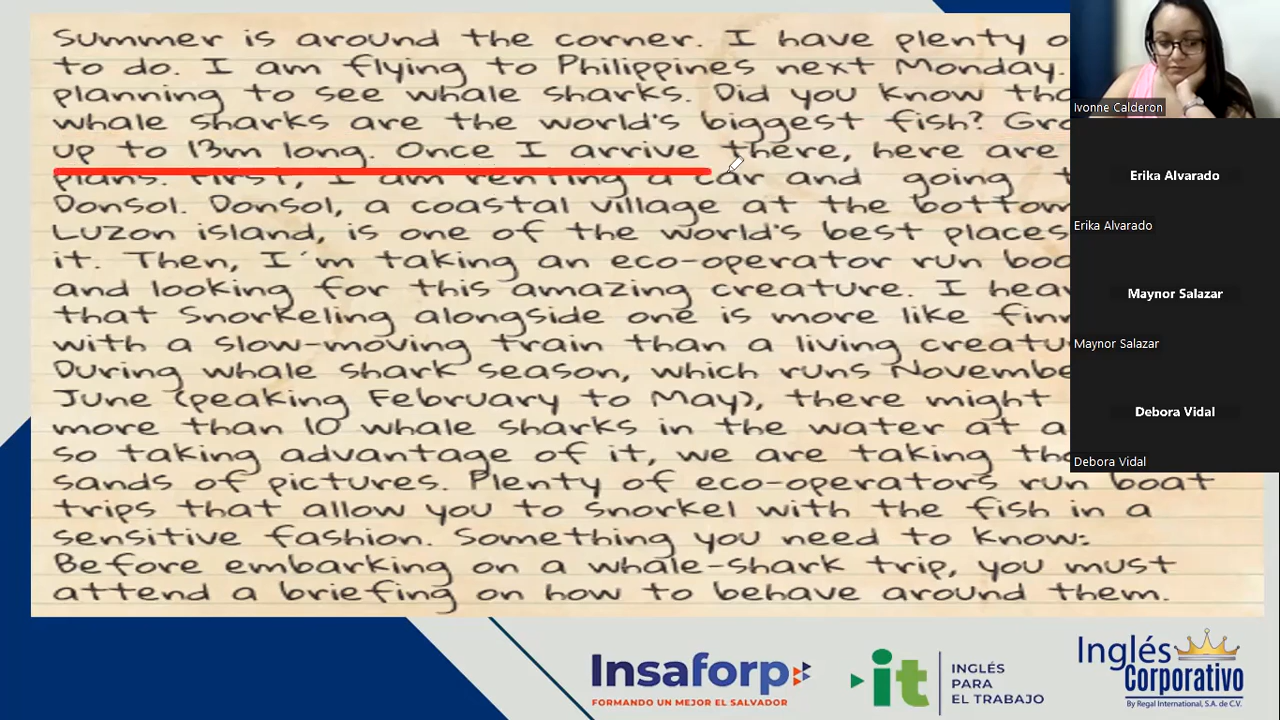 Summer is around the corner. I have plenty o
to do. I am flying to Philippines next Monday.
planning to see whale sharks. Did you know tha
whale sharks are the world's biggest fish? Gro
up to 13m long. Once I arrive there, here are
plans. First, I am renting a car and going t
Donsol. Donsol, a coastal village at the bottom
Luzon island, is one of the world's best places
it. Then, I'm taking an eco-operator run boa
and looking for this amazing creature. I hear
that snorkeling alongside one is more like finn
with a slow-moving train than a living creatu
During whale shark season, which runs Novembe
June (peaking February to May), there might
more than 10 whale sharks in the water at a
so taking advantage of it, we are taking tho
sands of pictures. Plenty of eco-operators run boat
trips that allow you to snorkel with the fish in a
sensitive fashion. Something you need to know:
Before embarking on a whale-shark trip, you must
attend a briefing on how to behave around them.
Ivonne Calderon
Erika Alvarado
Erika Alvarado
Maynor Salazar
Maynor Salazar
Debora Vidal
Debora Vidal
Insaforp
FORMANDO UN MEJOR EL SALVADOR
it
INGLÉS
PARA
EL TRABAJO
Inglés
Corporativo
By Regal International, S.A. de C.V.